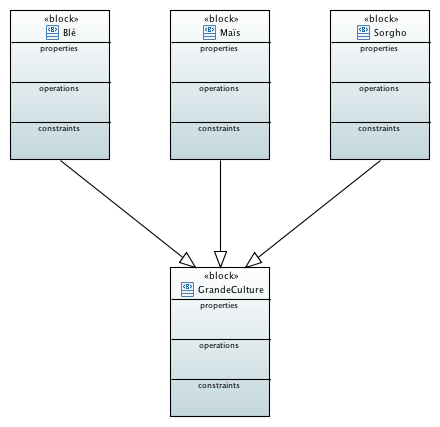 «block»
Blé
properties
operations
constraints
«block»
Maïs
properties
operations
constraints
«block»
Sorgho
properties
operations
constraints
«block»
GrandeCulture
properties
operations
constraints